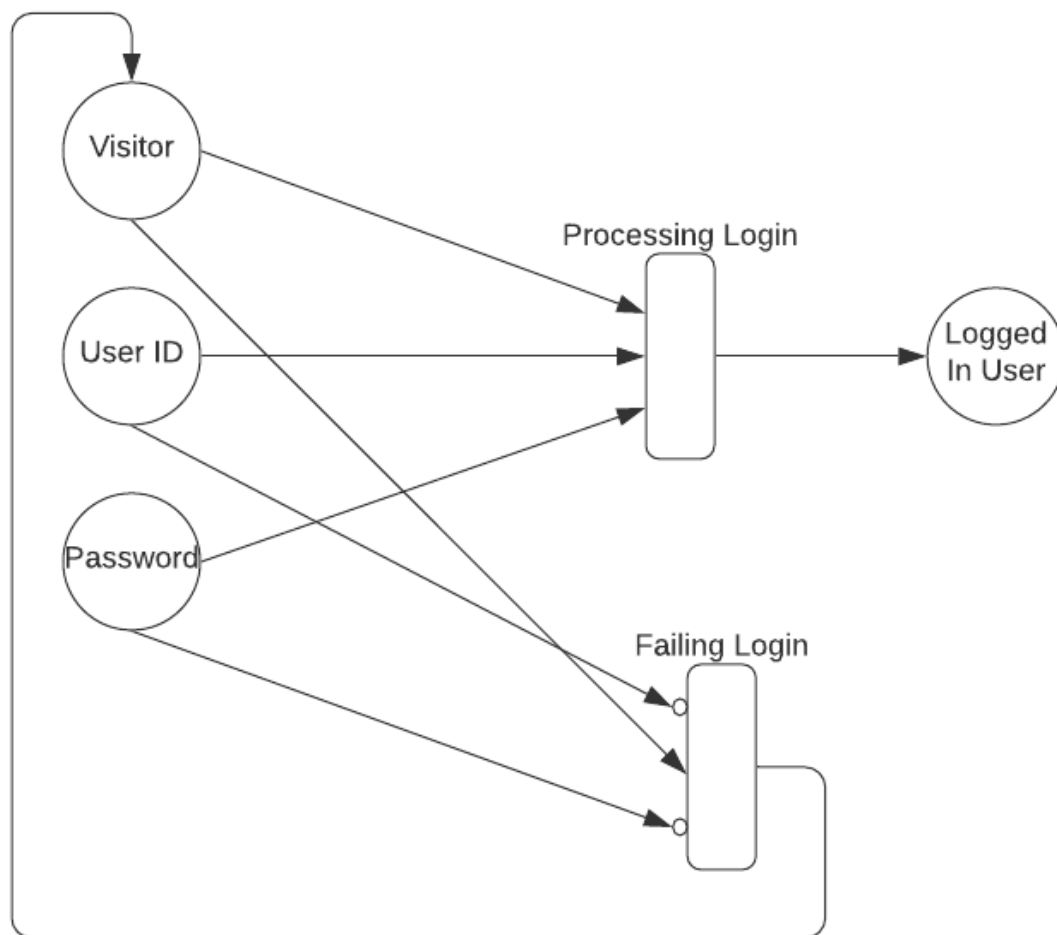 Visitor
Processing Login
User ID
Logged
In User
Password
Failing Login